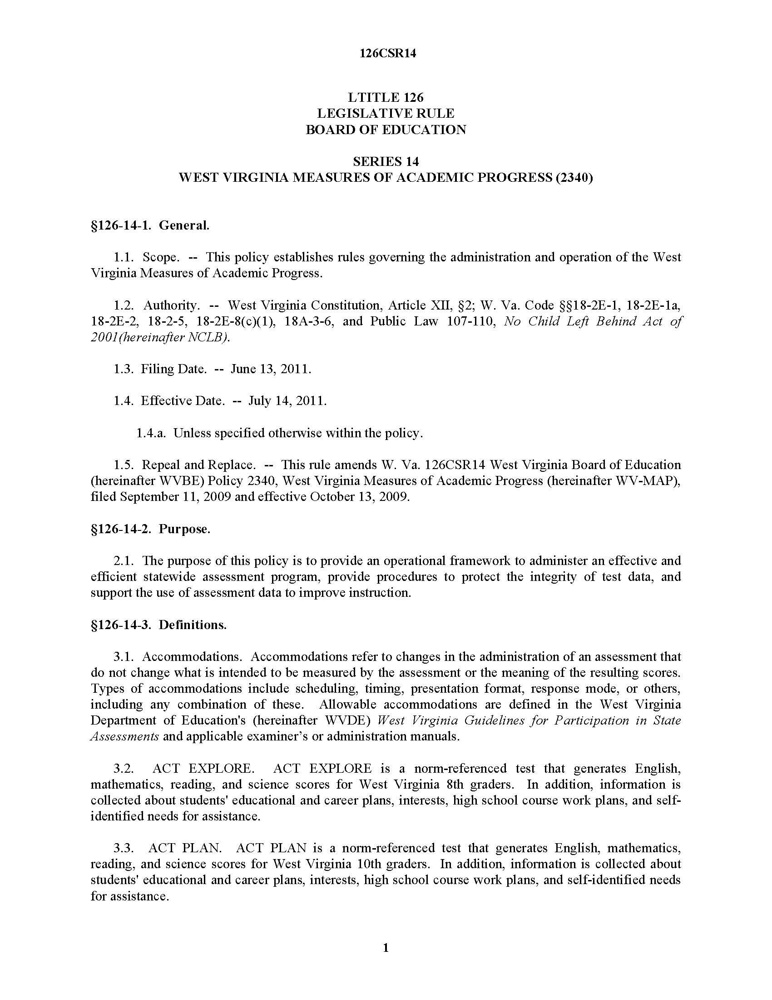 126CSR14
LTITLE 126
LEGISLATIVE RULE
BOARD OF EDUCATION
SERIES 14
WEST VIRGINIA MEASURES OF ACADEMIC PROGRESS (2340)
§126-14-1. General.
1.1. Scope. -- This policy establishes rules governing the administration and operation of the West
Virginia Measures of Academic Progress.
1.2. Authority. -- West Virginia Constitution, Article XII, §2; W. Va. Code §§18-2E-1, 18-2E-1a,
18-2E-2, 18-2-5, 18-2E-8(c)(1), 18A-3-6, and Public Law 107-110, No Child Left Behind Act of
2001(hereinafter NCLB).
1.3. Filing Date. -- June 13, 2011.
1.4. Effective Date. -- July 14, 2011.
1.4.a. Unless specified otherwise within the policy.
1.5. Repeal and Replace. -- This rule amends W. Va. 126CSR14 West Virginia Board of Education
(hereinafter WVBE) Policy 2340, West Virginia Measures of Academic Progress (hereinafter WV-MAP),
filed September 11, 2009 and effective October 13, 2009.
§126-14-2. Purpose.
2.1. The purpose of this policy is to provide an operational framework to administer an effective and
efficient statewide assessment program, provide procedures to protect the integrity of test data, and
support the use of assessment data to improve instruction.
§126-14-3. Definitions.
3.1. Accommodations. Accommodations refer to changes in the administration of an assessment that
do not change what is intended to be measured by the assessment or the meaning of the resulting scores.
Types of accommodations include scheduling, timing, presentation format, response mode, or others,
including any combination of these. Allowable accommodations are defined in the West Virginia
Department of Education's (hereinafter WVDE) West Virginia Guidelines for Participation in State
Assessments and applicable examiner’s or administration manuals.
3.2. ACT EXPLORE. ACT EXPLORE is a norm-referenced test that generates English,
mathematics, reading, and science scores for West Virginia 8th graders. In addition, information is
collected about students' educational and career plans, interests, high school course work plans, and self-
identified needs for assistance.
3.3. ACT PLAN. ACT PLAN is a norm-referenced test that generates English, mathematics,
reading, and science scores for West Virginia 10th graders. In addition, information is collected about
students' educational and career plans, interests, high school course work plans, and self-identified needs
for assistance.
1